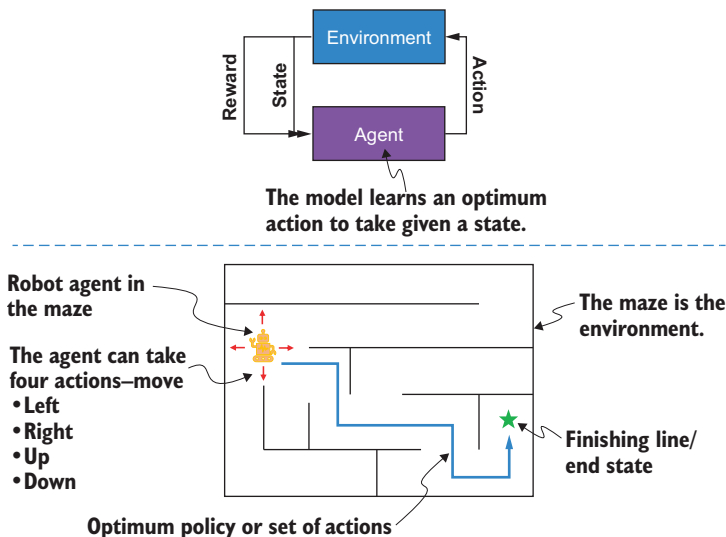 Environment
Reward
State
Action
Agent
The model learns an optimum
action to take given a state.
Robot agent in
the maze
The maze is the
environment.
The agent can take
four actions–move
• Left
• Right
• Up
• Down
Finishing line/
end state
Optimum policy or set of actions